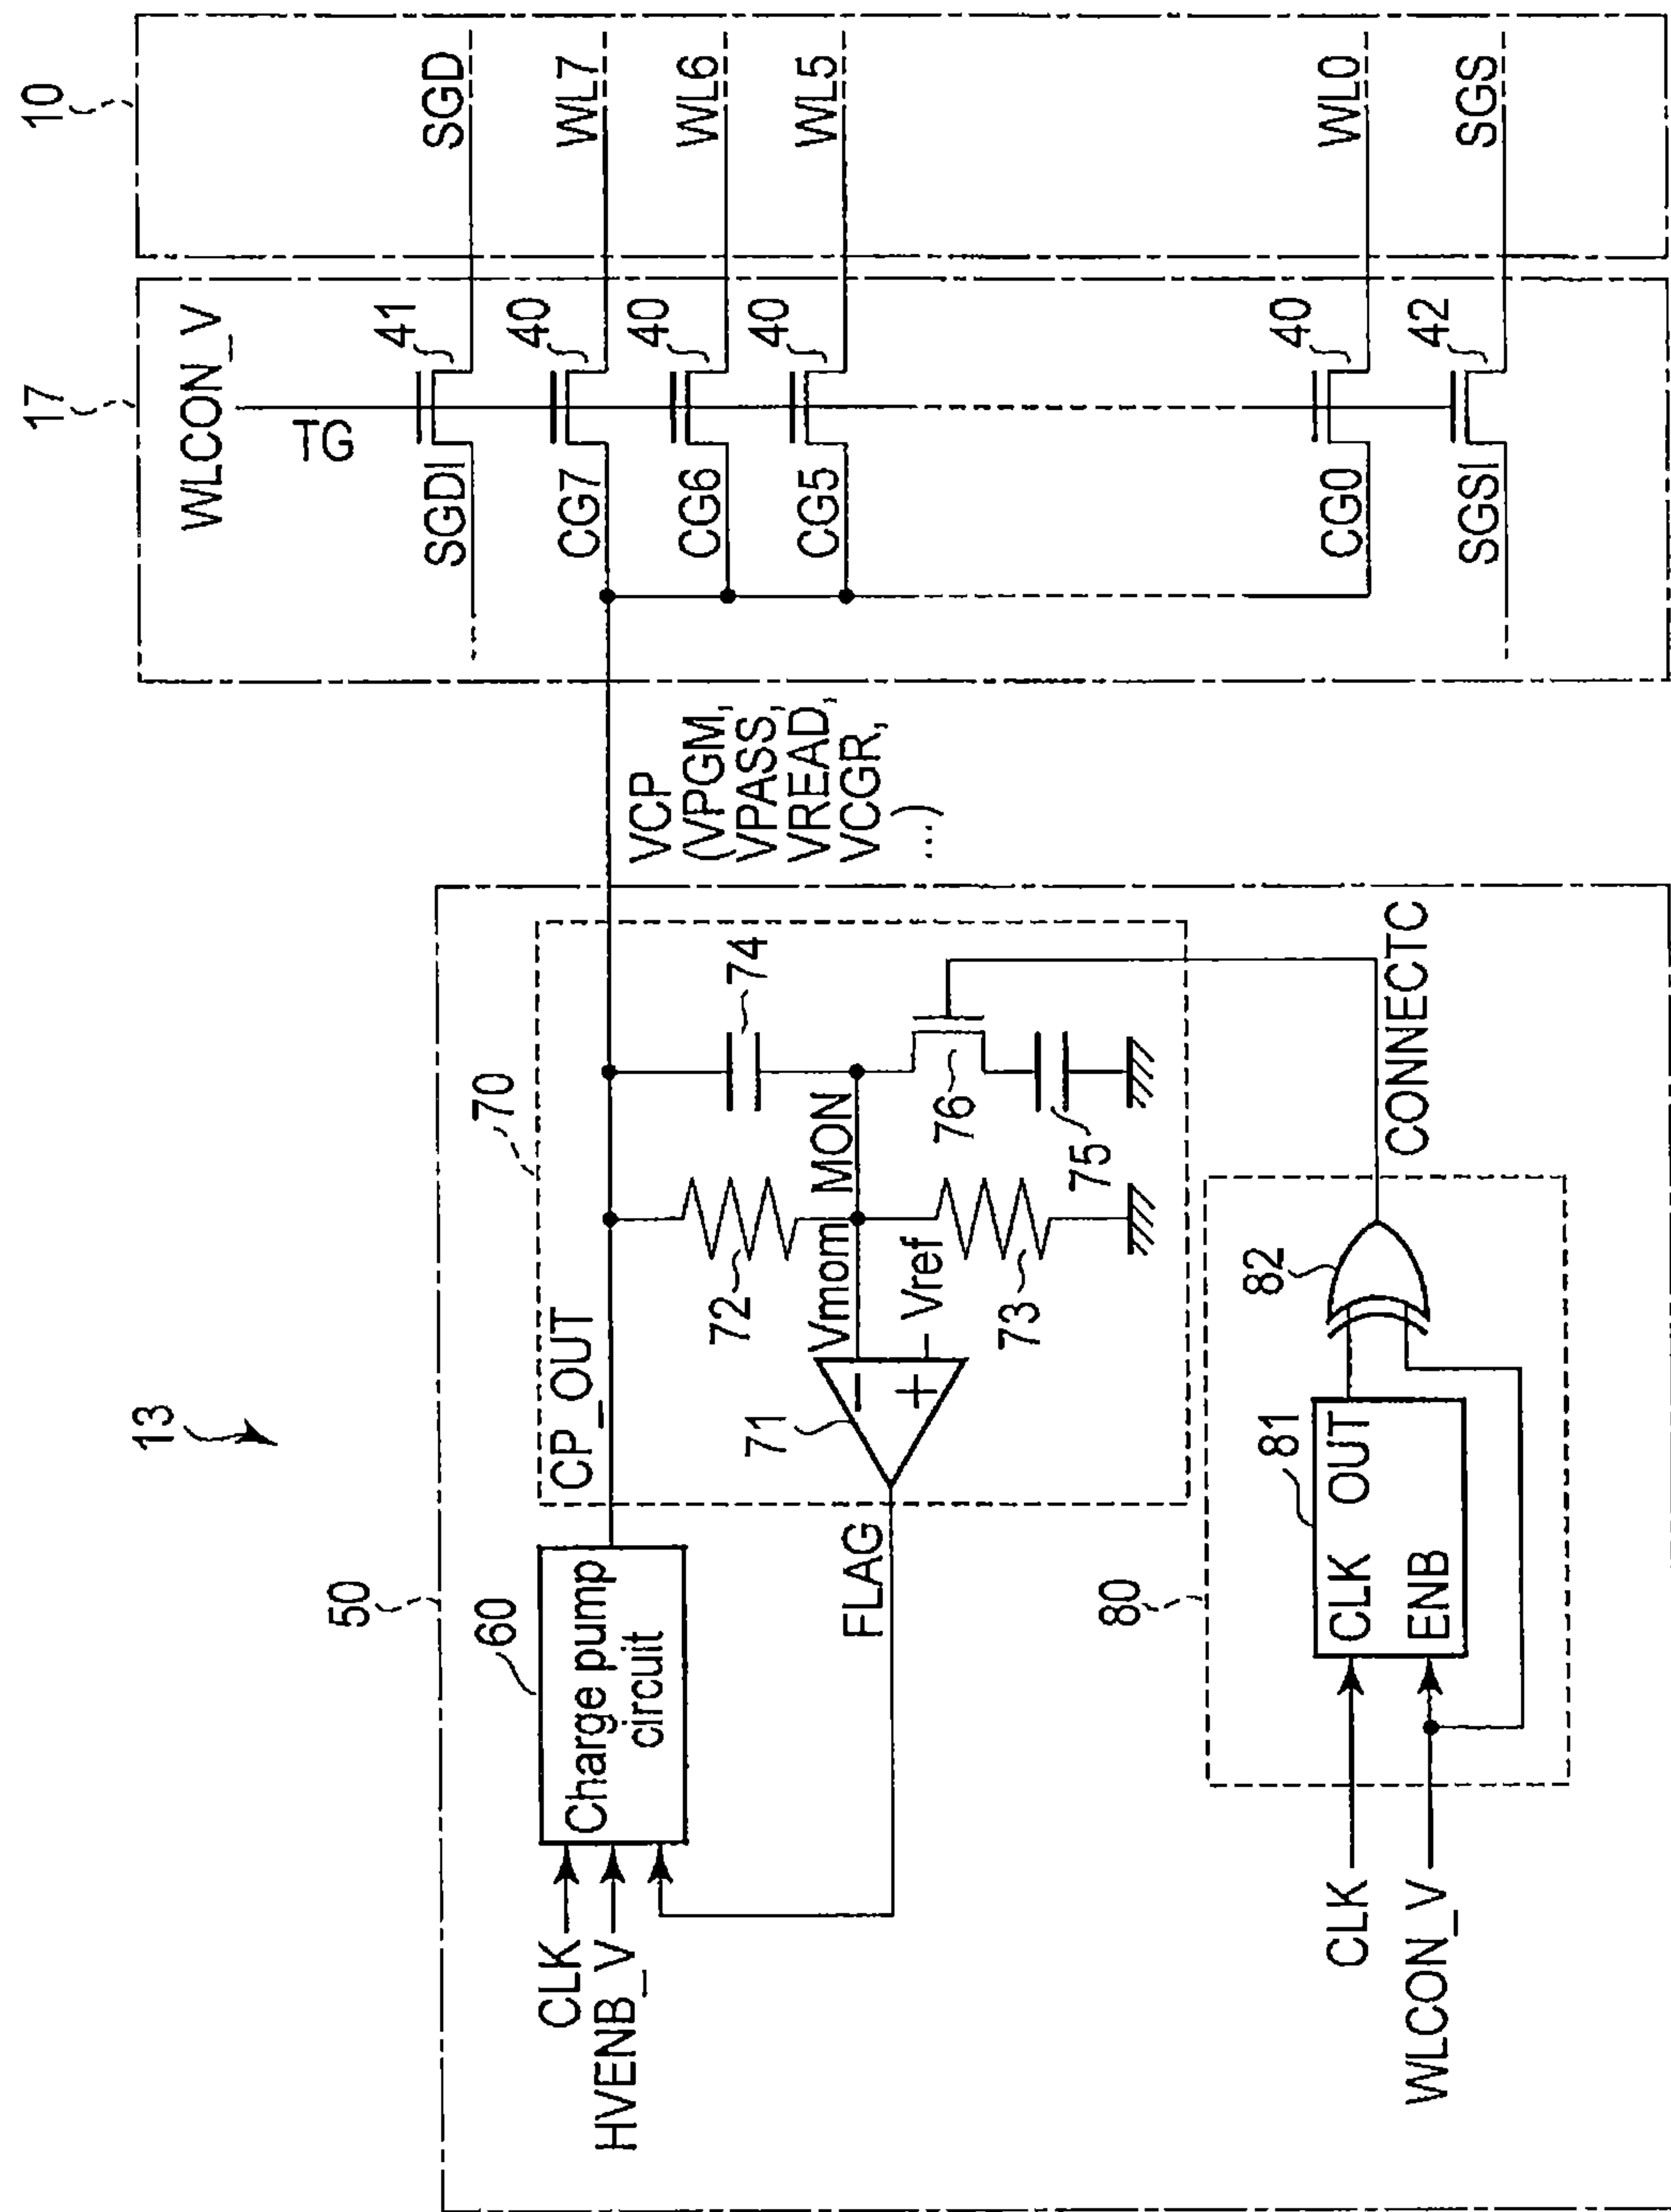 13
17
10
WLCON_V
TG
SGDI
41
SGD
CG7
40
WL7
CG6
40
WL6
CG5
40
WL5
CG0
40
WL0
SGSI
42
SGS
50
60
Charge pump
circuit
CLK
HVENB_V
FLAG
70
CP_OUT
VCP
(VPGM,
VPASS,
VREAD,
VCGR,
...)
72
74
Vmom
MON
71
Vref
73
76
75
80
81
CLK OUT
ENB
82
CONNECTC
CLK
WLCON_V